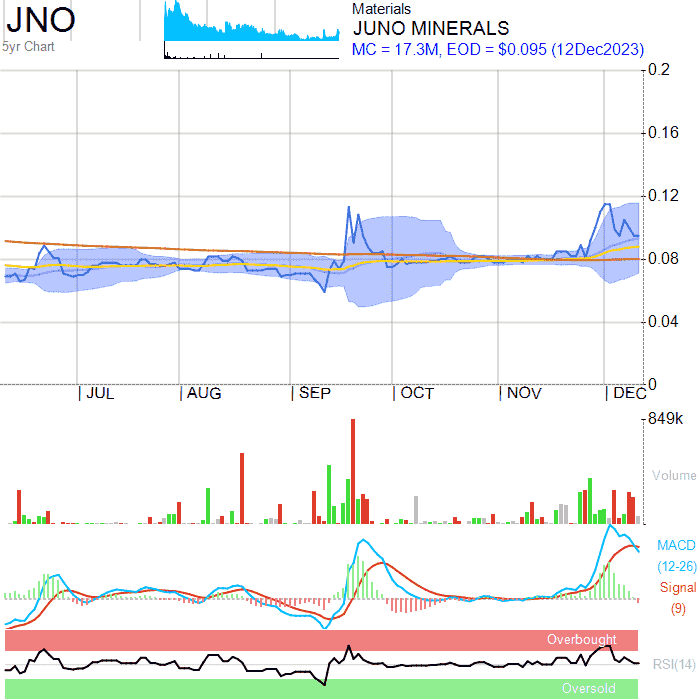 JNO
5yr Chart
Materials
JUNO MINERALS
MC = 17.3M, EOD = $0.095 (12Dec2023)
0.2
0.16
0.12
0.08
0.04
0
JUL AUG SEP OCT NOV DEC
849k
Volume
MACD
(12-26)
Signal
(9)
Overbought
RSI(14)
Oversold